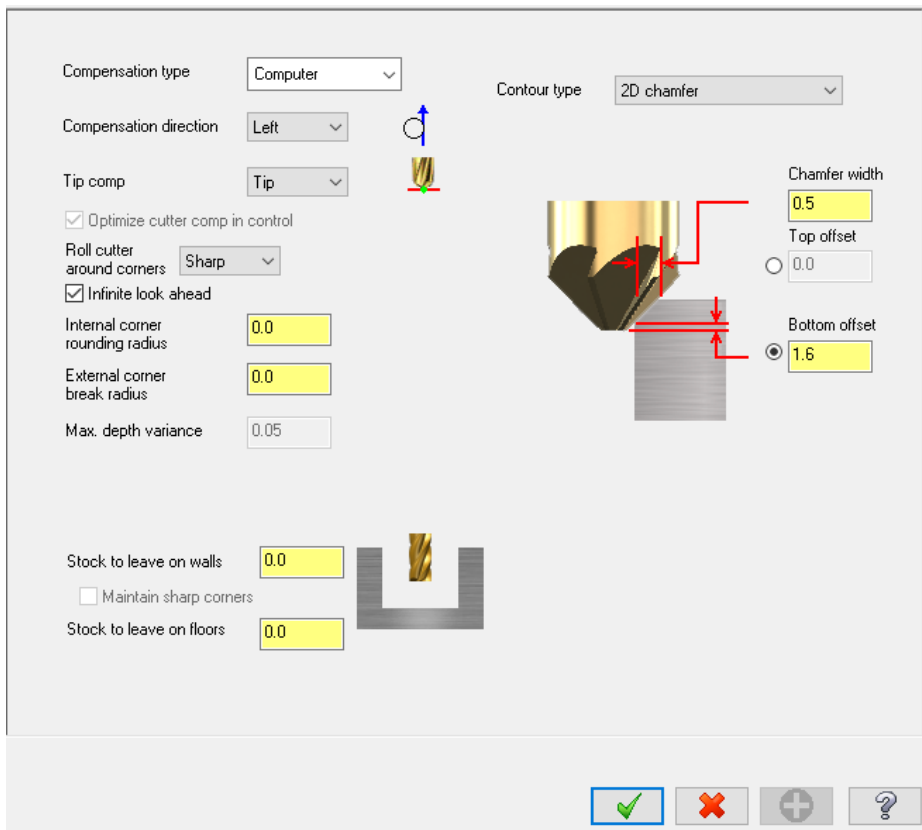 Compensation type
Computer
Contour type
2D chamfer
Compensation direction
Left
Tip comp
Tip
Optimize cutter comp in control
Roll cutter
around corners
Sharp
Infinite look ahead
Internal corner
rounding radius
0.0
External corner
break radius
0.0
Max. depth variance
0.05
Chamfer width
0.5
Top offset
0.0
Bottom offset
1.6
Stock to leave on walls
0.0
Maintain sharp corners
Stock to leave on floors
0.0
?